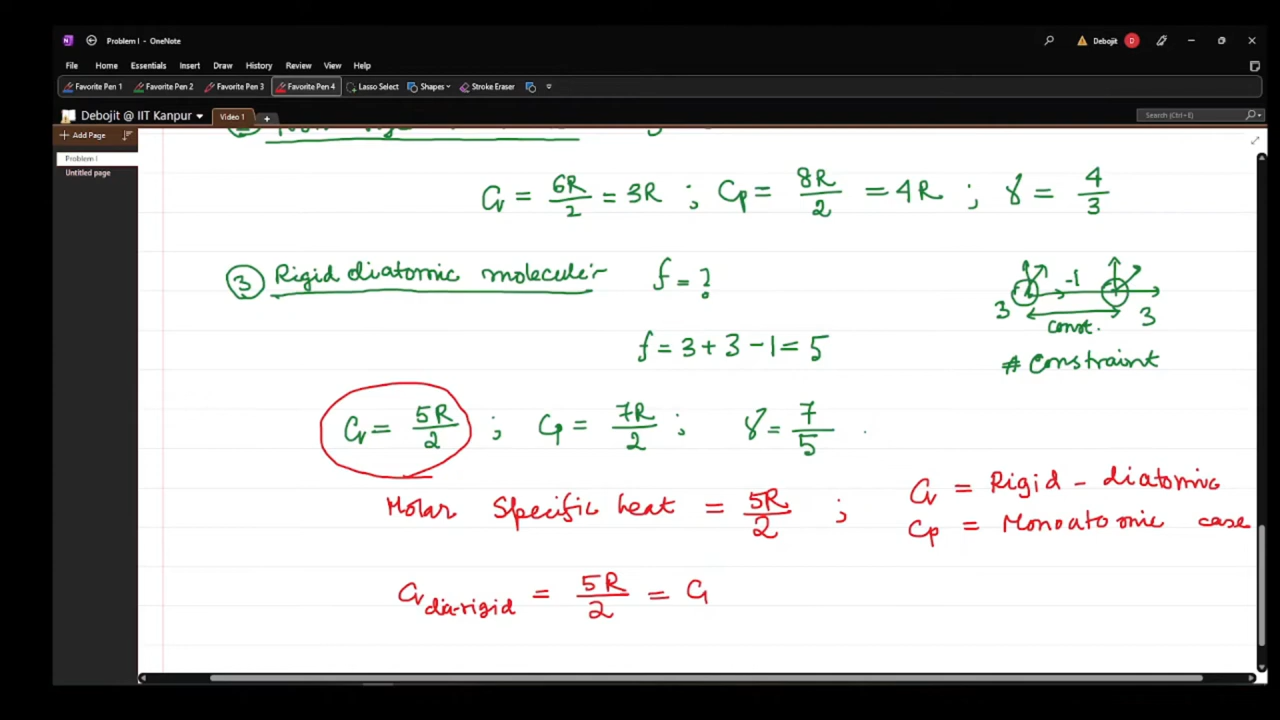 Problem I - OneNote
Debojit D
File Home Essentials Insert Draw History Review View Help
Favorite Pen 1 Favorite Pen 2 Favorite Pen 3 Favorite Pen 4 Lasso Select Shapes Stroke Eraser
Debojit @ IIT Kanpur Video 1 + Search (Ctrl+E)
+ Add Page
Problem I
Untitled page
Cv = 6R/2 = 3R ; Cp = 8R/2 = 4R ; γ = 4/3
③ Rigid diatomic molecule:- f = ?
-1
3 const. 3
f = 3 + 3 - 1 = 5
# Constraint
Cv = 5R/2 ; Cp = 7R/2 ; γ = 7/5
Molar Specific heat = 5R/2 ; Cv = Rigid - diatomic
Cp = Monoatomic case
Cv dia-rigid = 5R/2 = C